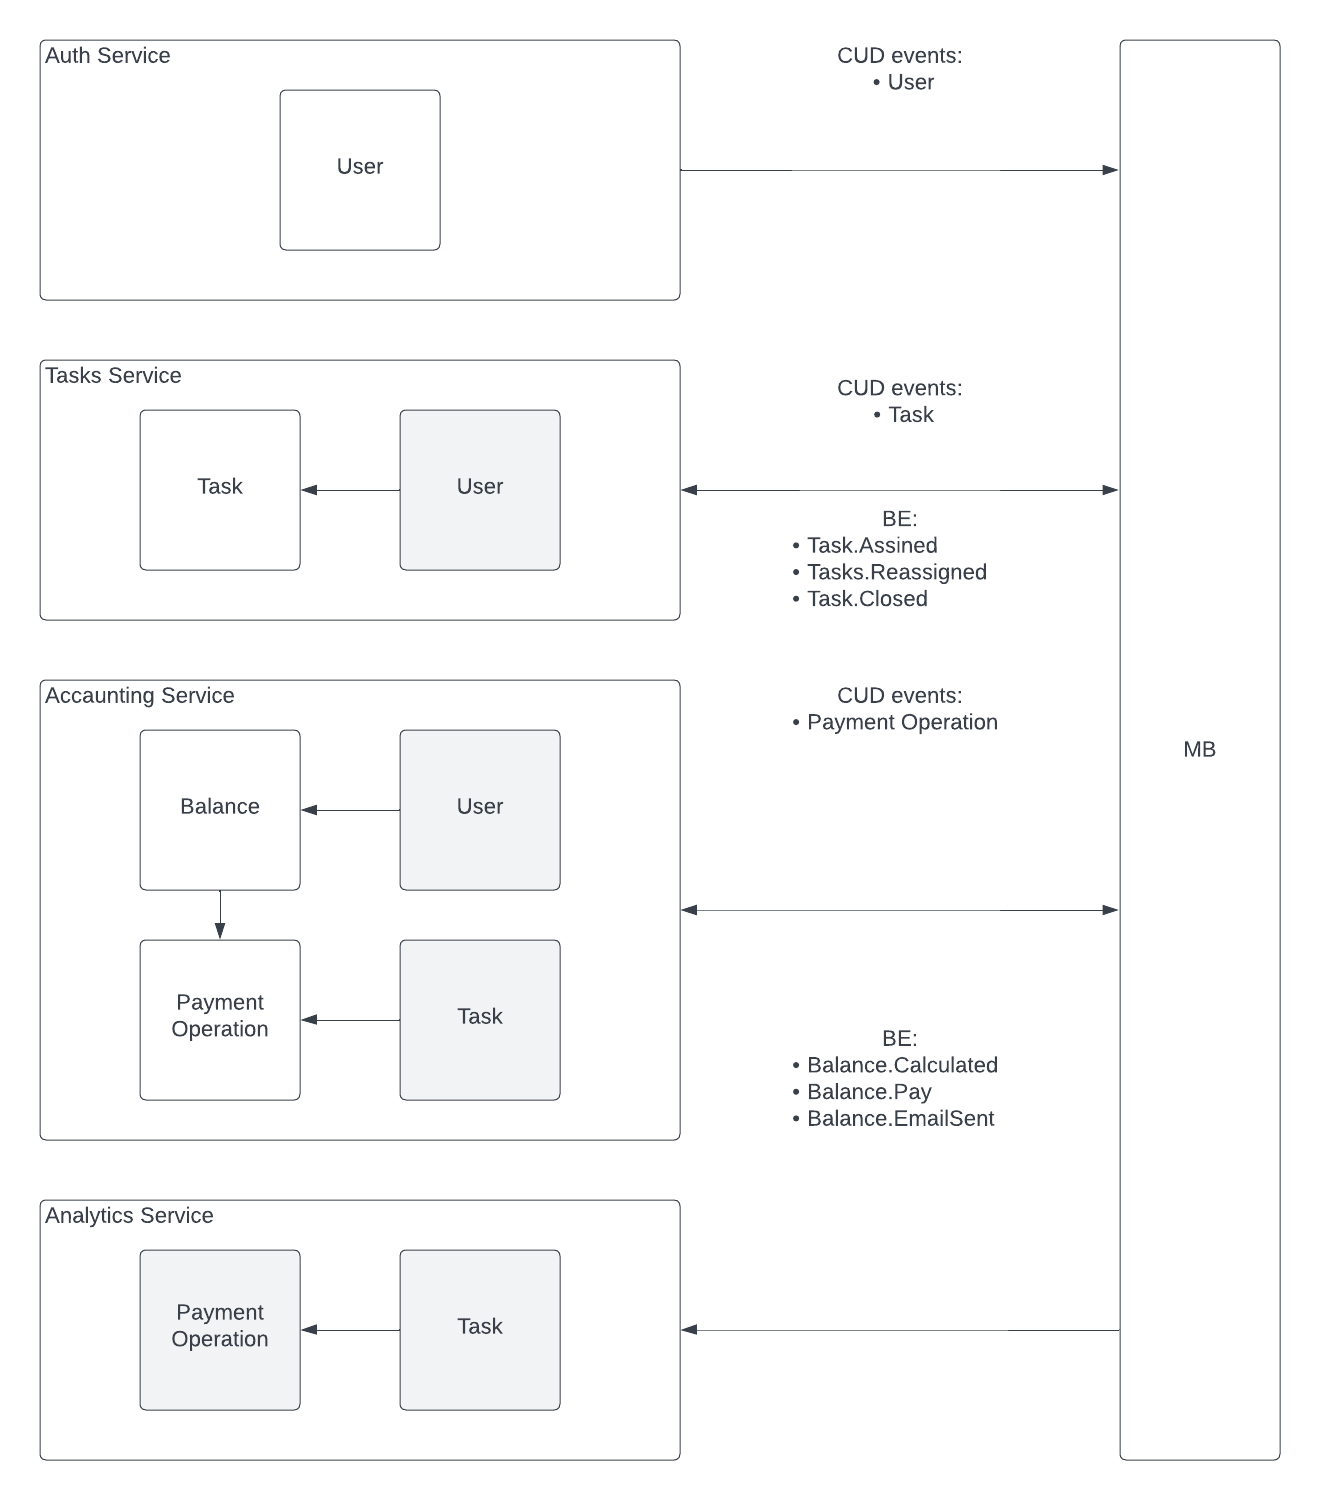 Auth Service
User
CUD events:
• User
Tasks Service
Task
User
CUD events:
• Task
BE:
• Task.Assined
• Tasks.Reassigned
• Task.Closed
Accaunting Service
Balance
User
Payment
Operation
Task
CUD events:
• Payment Operation
BE:
• Balance.Calculated
• Balance.Pay
• Balance.EmailSent
Analytics Service
Payment
Operation
Task
MB